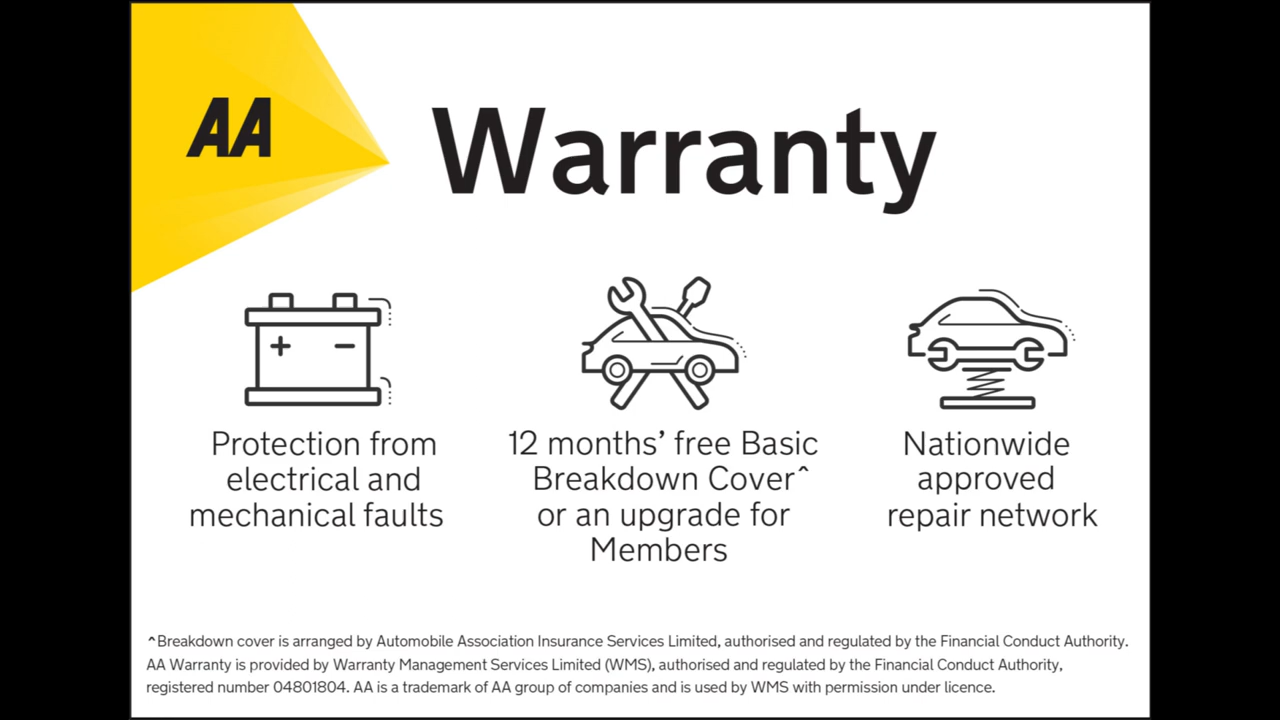 AA
Warranty
+ −
Protection from
electrical and
mechanical faults
12 months’ free Basic
Breakdown Cover^
or an upgrade for
Members
Nationwide
approved
repair network
^Breakdown cover is arranged by Automobile Association Insurance Services Limited, authorised and regulated by the Financial Conduct Authority.
AA Warranty is provided by Warranty Management Services Limited (WMS), authorised and regulated by the Financial Conduct Authority,
registered number 04801804. AA is a trademark of AA group of companies and is used by WMS with permission under licence.